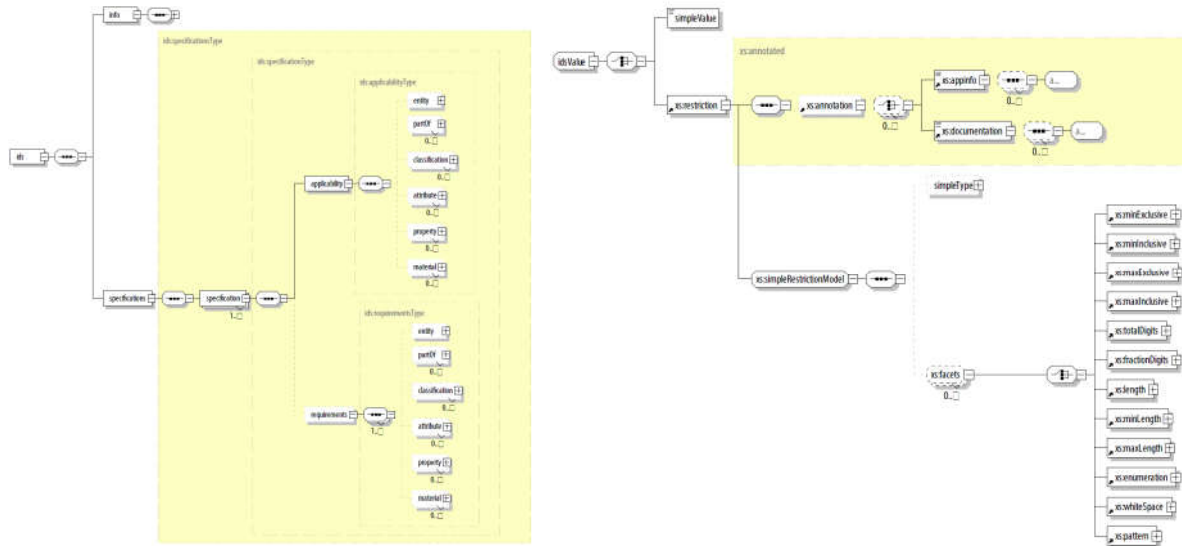 info
ids:specificationsType
ids:specificationType
ids:applicabilityType
entity
partOf
0..
classification
0..
ids
applicability
attribute
0..
property
0..
material
0..
specifications
specification
1..
ids:requirementsType
entity
partOf
0..
classification
0..
requirements
1..
attribute
0..
property
0..
material
0..
simpleValue
xs:annotated
idsValue
xs:appinfo
a...
0..
xs:restriction
xs:annotation
0..
xs:documentation
a...
0..
simpleType
xs:minExclusive
xs:minInclusive
xs:maxExclusive
xs:simpleRestrictionModel
xs:maxInclusive
xs:totalDigits
xs:fractionDigits
xs:facets
0..
xs:length
xs:minLength
xs:maxLength
xs:enumeration
xs:whiteSpace
xs:pattern